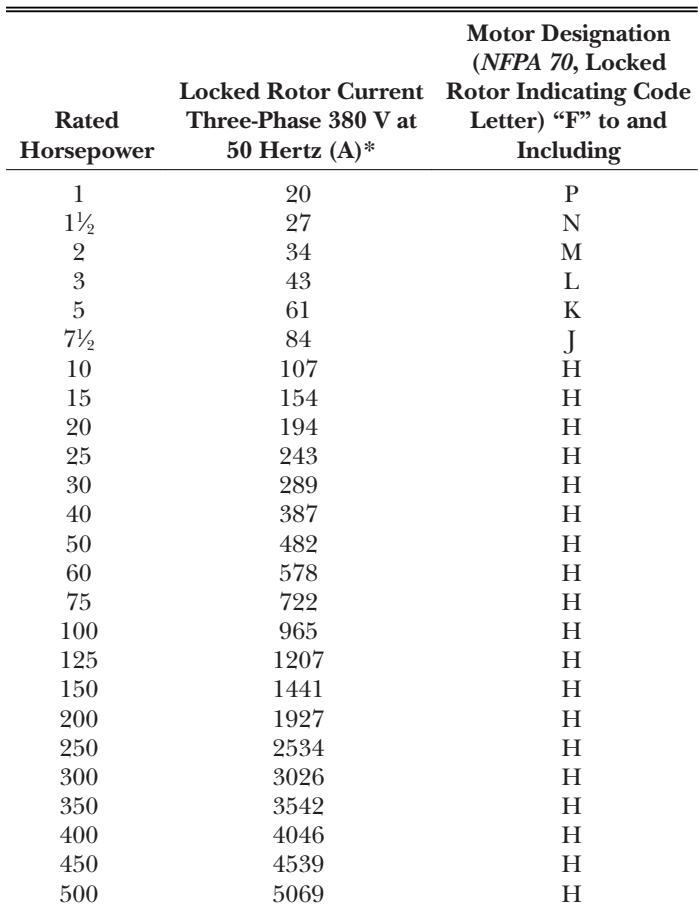 Rated Horsepower | Locked Rotor Current Three-Phase 380 V at 50 Hertz (A)* | Motor Designation (NFPA 70, Locked Rotor Indicating Code Letter) “F” to and Including
1 20 P
1½ 27 N
2 34 M
3 43 L
5 61 K
7½ 84 J
10 107 H
15 154 H
20 194 H
25 243 H
30 289 H
40 387 H
50 482 H
60 578 H
75 722 H
100 965 H
125 1207 H
150 1441 H
200 1927 H
250 2534 H
300 3026 H
350 3542 H
400 4046 H
450 4539 H
500 5069 H